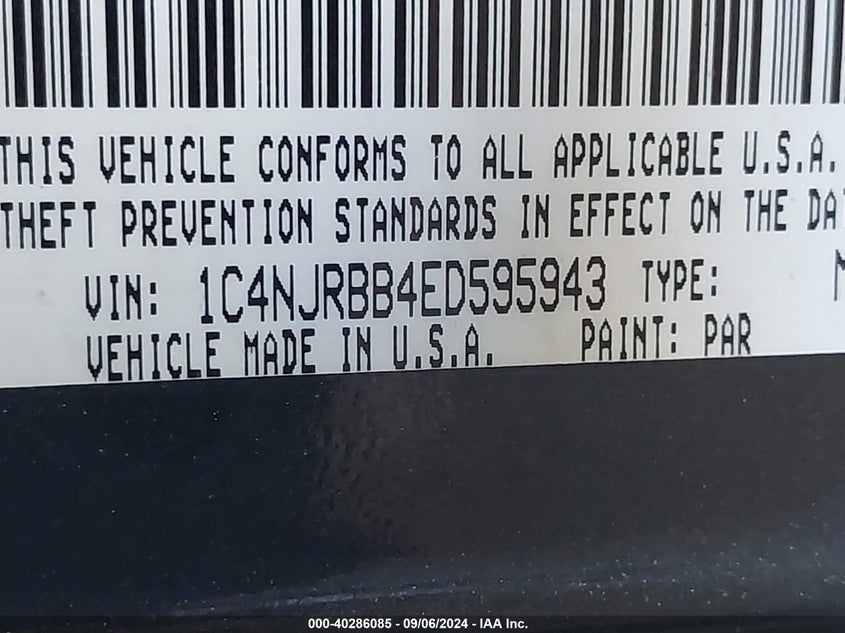 THIS VEHICLE CONFORMS TO ALL APPLICABLE U.S.A.
THEFT PREVENTION STANDARDS IN EFFECT ON THE DA
VIN: 1C4NJRBB4ED595943 TYPE: M
VEHICLE MADE IN U.S.A. PAINT: PAR
000-40286085 - 09/06/2024 - IAA Inc.